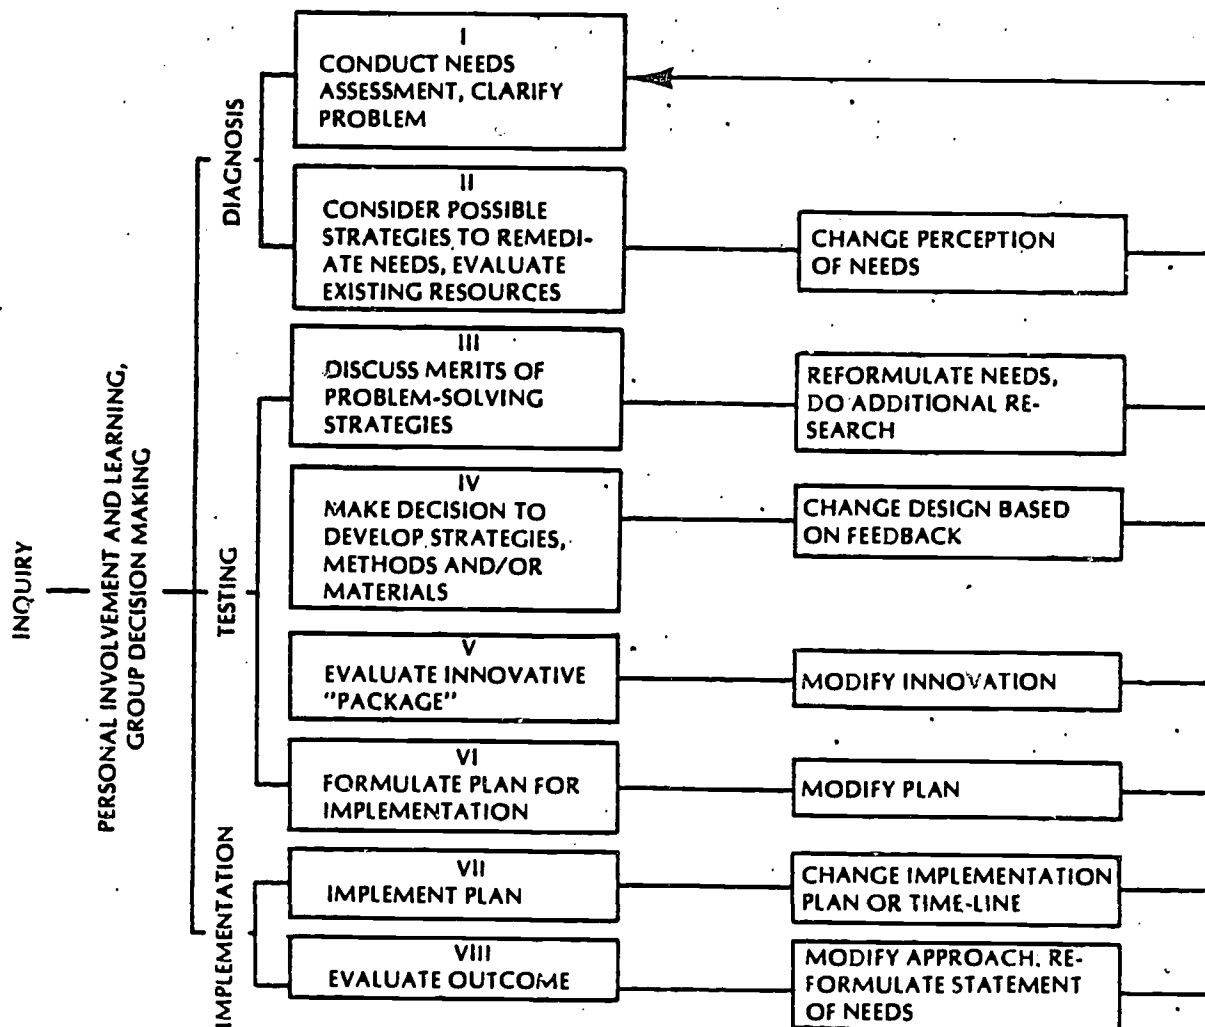 INQUIRY
PERSONAL INVOLVEMENT AND LEARNING,
GROUP DECISION MAKING
DIAGNOSIS
I
CONDUCT NEEDS
ASSESSMENT, CLARIFY
PROBLEM
II
CONSIDER POSSIBLE
STRATEGIES TO REMEDI-
ATE NEEDS, EVALUATE
EXISTING RESOURCES
CHANGE PERCEPTION
OF NEEDS
TESTING
III
DISCUSS MERITS OF
PROBLEM-SOLVING
STRATEGIES
REFORMULATE NEEDS,
DO ADDITIONAL RE-
SEARCH
IV
MAKE DECISION TO
DEVELOP STRATEGIES,
METHODS AND/OR
MATERIALS
CHANGE DESIGN BASED
ON FEEDBACK
V
EVALUATE INNOVATIVE
"PACKAGE"
MODIFY INNOVATION
VI
FORMULATE PLAN FOR
IMPLEMENTATION
MODIFY PLAN
IMPLEMENTATION
VII
IMPLEMENT PLAN
CHANGE IMPLEMENTATION
PLAN OR TIME-LINE
VIII
EVALUATE OUTCOME
MODIFY APPROACH, RE-
FORMULATE STATEMENT
OF NEEDS